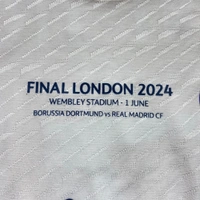 FINAL LONDON 2024
WEMBLEY STADIUM - 1 JUNE
BORUSSIA DORTMUND vs REAL MADRID CF